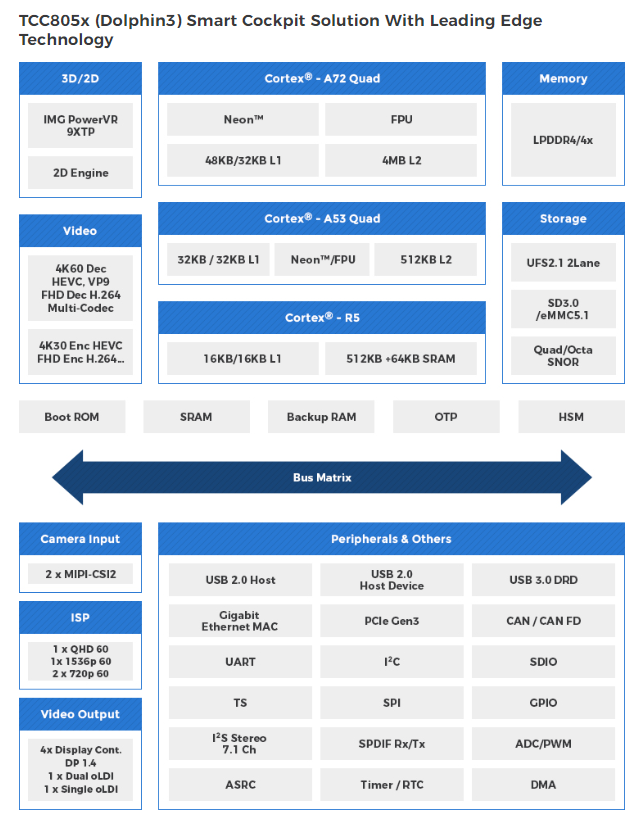 TCC805x (Dolphin3) Smart Cockpit Solution With Leading Edge
Technology
3D/2D
IMG PowerVR
9XTP
2D Engine
Cortex® - A72 Quad
Neon™
FPU
48KB/32KB L1
4MB L2
Memory
LPDDR4/4x
Video
4K60 Dec
HEVC, VP9
FHD Dec H.264
Multi-Codec
4K30 Enc HEVC
FHD Enc H.264...
Cortex® - A53 Quad
32KB / 32KB L1
Neon™/FPU
512KB L2
Cortex® - R5
16KB/16KB L1
512KB +64KB SRAM
Storage
UFS2.1 2Lane
SD3.0
/eMMC5.1
Quad/Octa
SNOR
Boot ROM
SRAM
Backup RAM
OTP
HSM
Bus Matrix
Camera Input
2 x MIPI-CSI2
ISP
1 x QHD 60
1x 1536p 60
2 x 720p 60
Video Output
4x Display Cont.
DP 1.4
1 x Dual oLDI
1 x Single oLDI
Peripherals & Others
USB 2.0 Host
USB 2.0
Host Device
USB 3.0 DRD
Gigabit
Ethernet MAC
PCIe Gen3
CAN / CAN FD
UART
I²C
SDIO
TS
SPI
GPIO
I²S Stereo
7.1 Ch
SPDIF Rx/Tx
ADC/PWM
ASRC
Timer / RTC
DMA